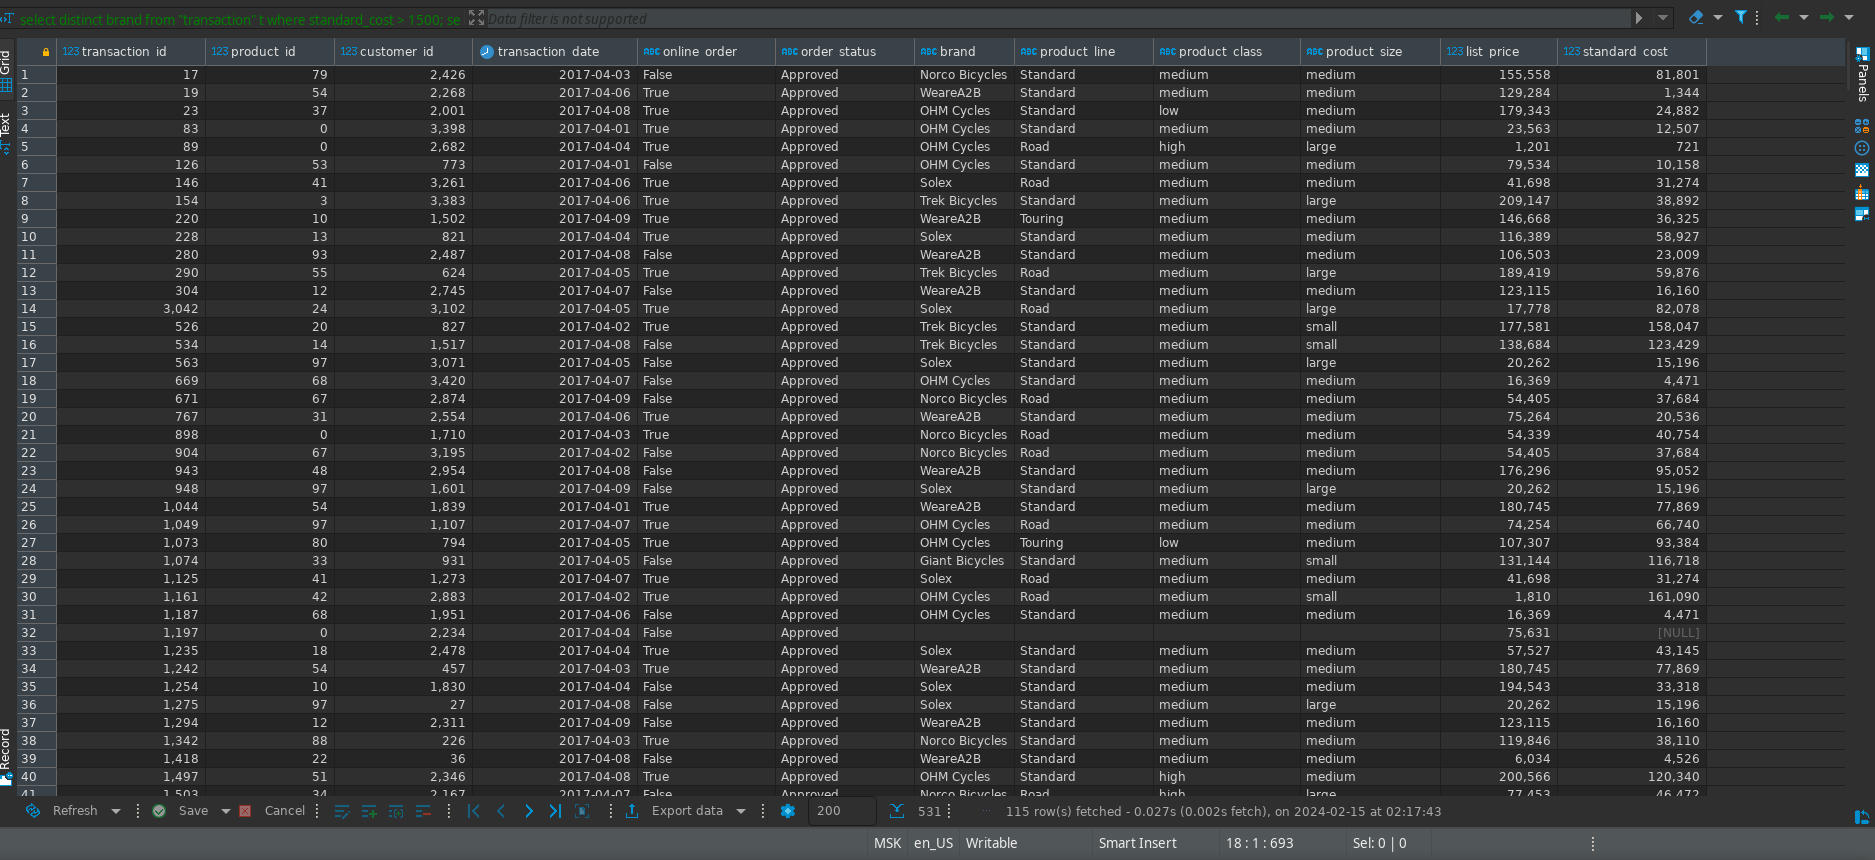 select distinct brand from "transaction" t where standard_cost > 1500; se Data filter is not supported
Grid
Text
Record
Panels
123 transaction_id 123 product_id 123 customer_id transaction_date ABC online_order ABC order_status ABC brand ABC product_line ABC product_class ABC product_size 123 list_price 123 standard_cost
1 17 79 2,426 2017-04-03 False Approved Norco Bicycles Standard medium medium 155,558 81,801
2 19 54 2,268 2017-04-06 True Approved WeareA2B Standard medium medium 129,284 1,344
3 23 37 2,001 2017-04-08 True Approved OHM Cycles Standard low medium 179,343 24,882
4 83 0 3,398 2017-04-01 True Approved OHM Cycles Standard medium medium 23,563 12,507
5 89 0 2,682 2017-04-04 True Approved OHM Cycles Road high large 1,201 721
6 126 53 773 2017-04-01 False Approved OHM Cycles Standard medium medium 79,534 10,158
7 146 41 3,261 2017-04-06 True Approved Solex Road medium medium 41,698 31,274
8 154 3 3,383 2017-04-06 True Approved Trek Bicycles Standard medium large 209,147 38,892
9 220 10 1,502 2017-04-09 True Approved WeareA2B Touring medium medium 146,668 36,325
10 228 13 821 2017-04-04 True Approved Solex Standard medium medium 116,389 58,927
11 280 93 2,487 2017-04-08 False Approved WeareA2B Standard medium medium 106,503 23,009
12 290 55 624 2017-04-05 True Approved Trek Bicycles Road medium large 189,419 59,876
13 304 12 2,745 2017-04-07 False Approved WeareA2B Standard medium medium 123,115 16,160
14 3,042 24 3,102 2017-04-05 True Approved Solex Road medium large 17,778 82,078
15 526 20 827 2017-04-02 True Approved Trek Bicycles Standard medium small 177,581 158,047
16 534 14 1,517 2017-04-08 False Approved Trek Bicycles Standard medium small 138,684 123,429
17 563 97 3,071 2017-04-05 False Approved Solex Standard medium large 20,262 15,196
18 669 68 3,420 2017-04-07 False Approved OHM Cycles Standard medium medium 16,369 4,471
19 671 67 2,874 2017-04-09 False Approved Norco Bicycles Road medium medium 54,405 37,684
20 767 31 2,554 2017-04-06 True Approved WeareA2B Standard medium medium 75,264 20,536
21 898 0 1,710 2017-04-03 True Approved Norco Bicycles Road medium medium 54,339 40,754
22 904 67 3,195 2017-04-02 False Approved Norco Bicycles Road medium medium 54,405 37,684
23 943 48 2,954 2017-04-08 False Approved WeareA2B Standard medium medium 176,296 95,052
24 948 97 1,601 2017-04-09 False Approved Solex Standard medium large 20,262 15,196
25 1,044 54 1,839 2017-04-01 True Approved WeareA2B Standard medium medium 180,745 77,869
26 1,049 97 1,107 2017-04-07 True Approved OHM Cycles Road medium medium 74,254 66,740
27 1,073 80 794 2017-04-05 True Approved OHM Cycles Touring low medium 107,307 93,384
28 1,074 33 931 2017-04-05 False Approved Giant Bicycles Standard medium small 131,144 116,718
29 1,125 41 1,273 2017-04-07 True Approved Solex Road medium medium 41,698 31,274
30 1,161 42 2,883 2017-04-02 True Approved OHM Cycles Road medium small 1,810 161,090
31 1,187 68 1,951 2017-04-06 False Approved OHM Cycles Standard medium medium 16,369 4,471
32 1,197 0 2,234 2017-04-04 False Approved 75,631 [NULL]
33 1,235 18 2,478 2017-04-04 True Approved Solex Standard medium medium 57,527 43,145
34 1,242 54 457 2017-04-03 True Approved WeareA2B Standard medium medium 180,745 77,869
35 1,254 10 1,830 2017-04-04 False Approved Solex Standard medium medium 194,543 33,318
36 1,275 97 27 2017-04-08 False Approved Solex Standard medium large 20,262 15,196
37 1,294 12 2,311 2017-04-09 False Approved WeareA2B Standard medium medium 123,115 16,160
38 1,342 88 226 2017-04-03 True Approved Norco Bicycles Standard medium medium 119,846 38,110
39 1,418 22 36 2017-04-08 False Approved WeareA2B Standard medium medium 6,034 4,526
40 1,497 51 2,346 2017-04-08 True Approved OHM Cycles Standard high medium 200,566 120,340
41 1,503 34 2,167 2017-04-07 False Approved Norco Bicycles Road high large 77,453 46,472
Refresh Save Cancel Export data 200 531 115 row(s) fetched - 0.027s (0.002s fetch), on 2024-02-15 at 02:17:43
MSK en_US Writable Smart Insert 18 : 1 : 693 Sel: 0 | 0